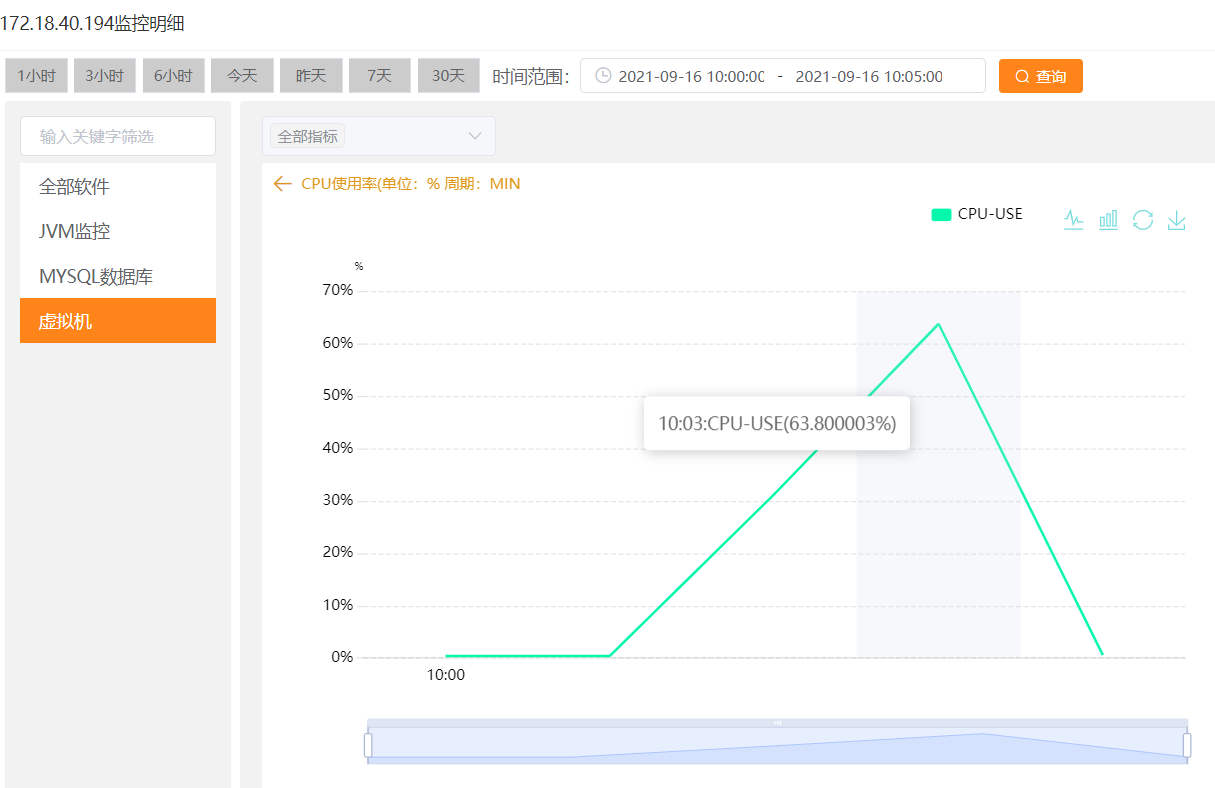 172.18.40.194监控明细
1小时 3小时 6小时 今天 昨天 7天 30天 时间范围： 2021-09-16 10:00:00 - 2021-09-16 10:05:00 查询
输入关键字筛选
全部软件
JVM监控
MYSQL数据库
虚拟机
全部指标
CPU使用率(单位：% 周期：MIN
CPU-USE
%
70%
60%
50%
40%
30%
20%
10%
0%
10:03:CPU-USE(63.800003%)
10:00